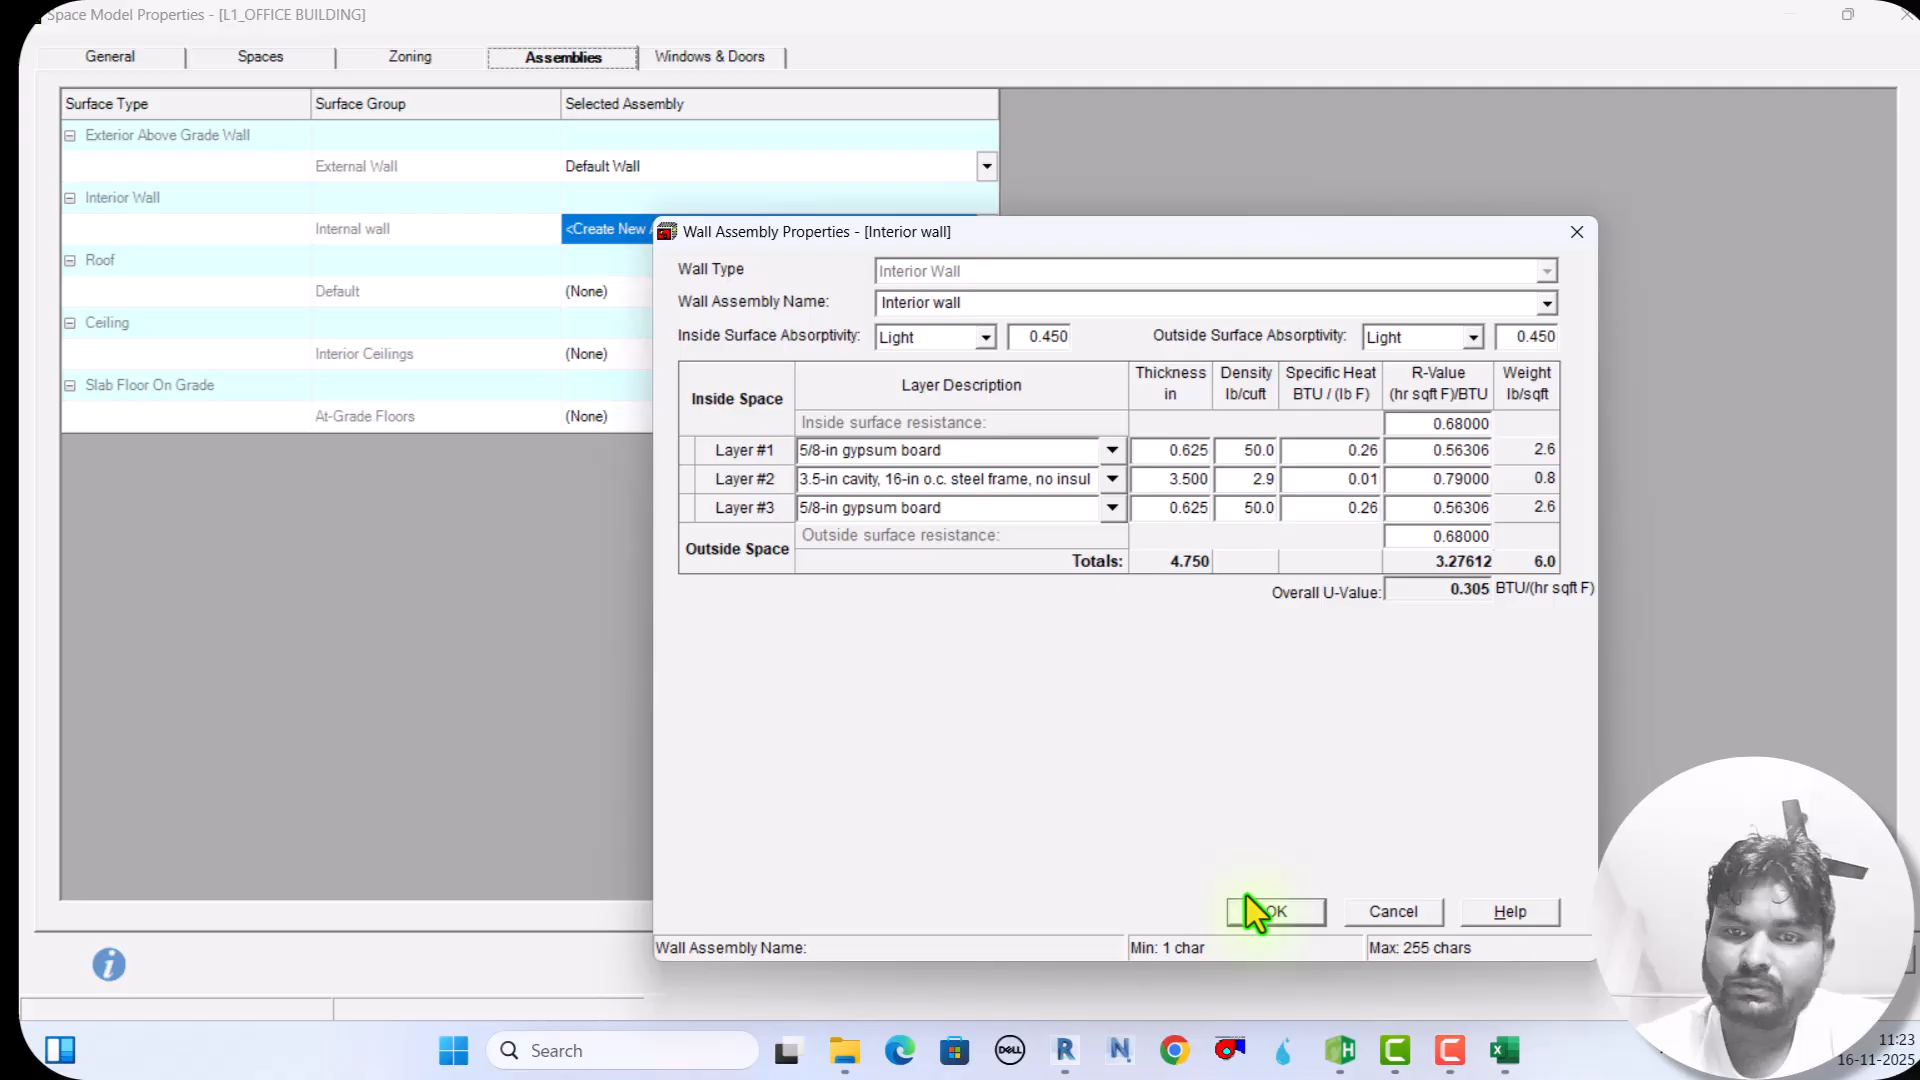 Space Model Properties - [L1_OFFICE BUILDING]
General Spaces Zoning Assemblies Windows & Doors
Surface Type Surface Group Selected Assembly
Exterior Above Grade Wall
External Wall Default Wall
Interior Wall
Internal wall <Create New
Roof
Default (None)
Ceiling
Interior Ceilings (None)
Slab Floor On Grade
At-Grade Floors (None)
Wall Assembly Properties - [Interior wall]
Wall Type Interior Wall
Wall Assembly Name: Interior wall
Inside Surface Absorptivity: Light 0.450 Outside Surface Absorptivity: Light 0.450
Inside Space Layer Description Thickness in Density lb/cuft Specific Heat BTU / (lb F) R-Value (hr sqft F)/BTU Weight lb/sqft
Inside surface resistance: 0.68000
Layer #1 5/8-in gypsum board 0.625 50.0 0.26 0.56306 2.6
Layer #2 3.5-in cavity, 16-in o.c. steel frame, no insul 3.500 2.9 0.01 0.79000 0.8
Layer #3 5/8-in gypsum board 0.625 50.0 0.26 0.56306 2.6
Outside Space Outside surface resistance: 0.68000
Totals: 4.750 3.27612 6.0
Overall U-Value: 0.305 BTU/(hr sqft F)
OK Cancel Help
Wall Assembly Name: Min: 1 char Max: 255 chars
Search
DELL
11:23
16-11-2025